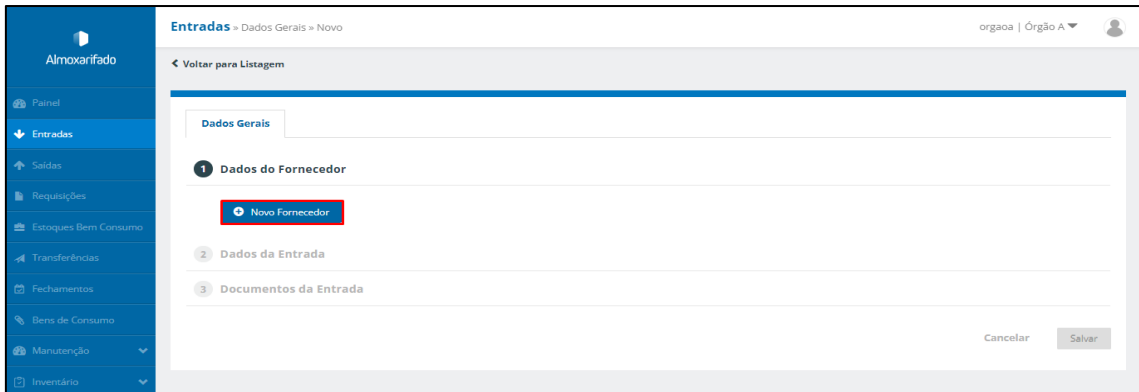 Almoxarifado
Painel
Entradas
Saídas
Requisições
Estoques Bem Consumo
Transferências
Fechamentos
Bens de Consumo
Manutenção
Inventário
Entradas » Dados Gerais » Novo
orgaoa | Órgão A
Voltar para Listagem
Dados Gerais
1 Dados do Fornecedor
Novo Fornecedor
2 Dados da Entrada
3 Documentos da Entrada
Cancelar
Salvar